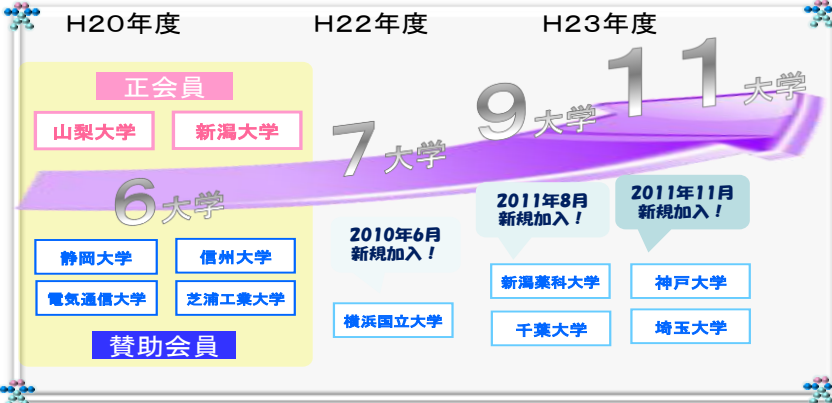 H20年度
H22年度
H23年度
正会員
山梨大学
新潟大学
6大学
7大学
9大学
11大学
静岡大学
信州大学
電気通信大学
芝浦工業大学
賛助会員
2010年6月
新規加入！
横浜国立大学
2011年8月
新規加入！
新潟薬科大学
千葉大学
2011年11月
新規加入！
神戸大学
埼玉大学